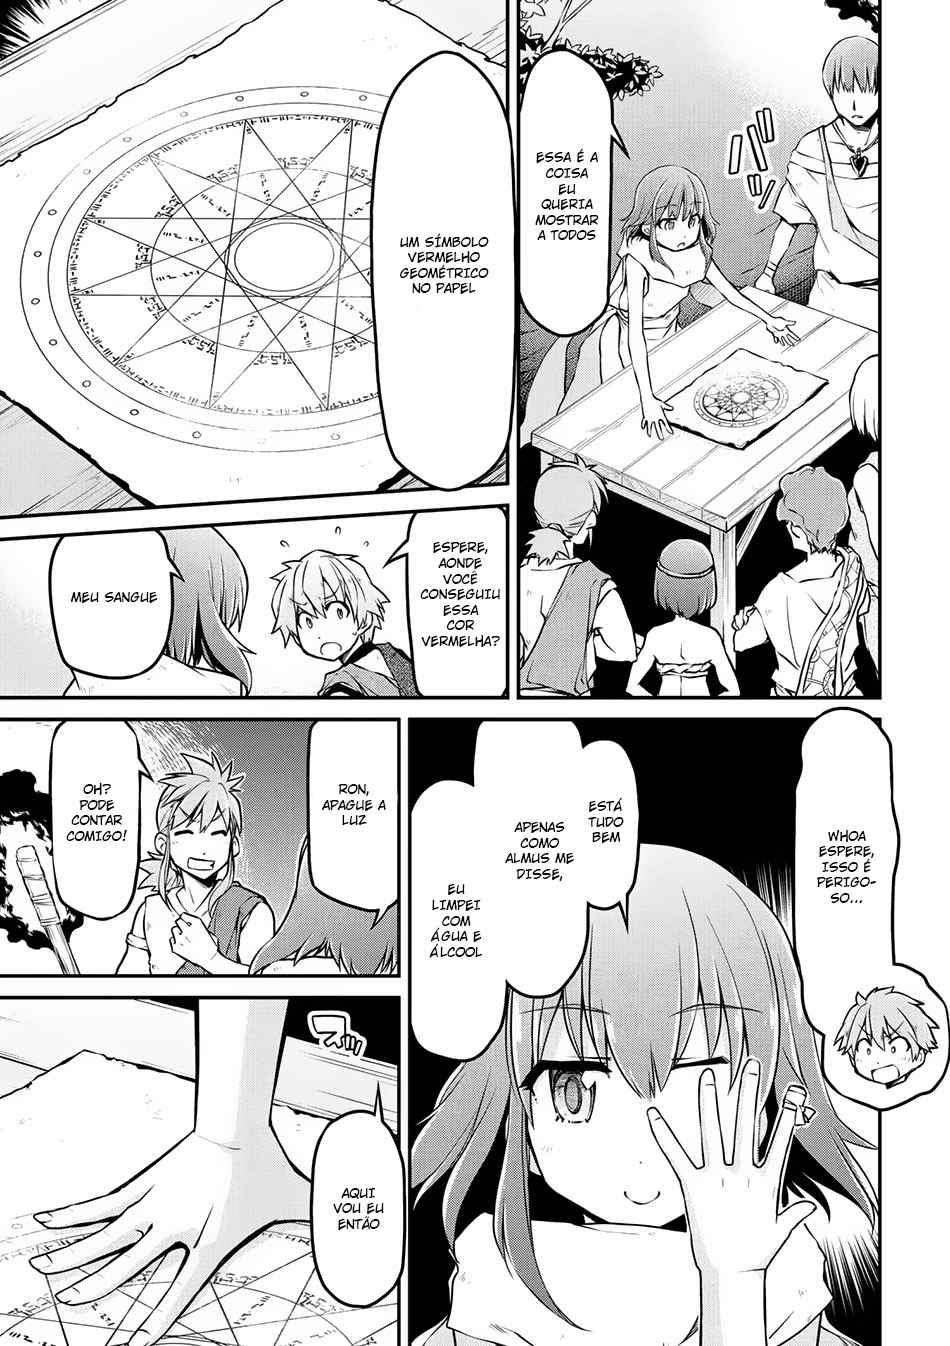 ESSA É A
COISA
EU
QUERIA
MOSTRAR
A TODOS
UM SÍMBOLO
VERMELHO
GEOMÉTRICO
NO PAPEL
ESPERE,
AONDE
VOCÊ
CONSEGUIU
ESSA
COR
VERMELHA?
MEU SANGUE
WHOA
ESPERE,
ISSO É
PERIGO-
SO...
ESTÁ
TUDO
BEM
APENAS
COMO
ALMUS ME
DISSE,
EU
LIMPEI
COM
ÁGUA E
ÁLCOOL
RON,
APAGUE A
LUZ
OH?
PODE
CONTAR
COMIGO!
ズッ
AQUI
VOU EU
ENTÃO